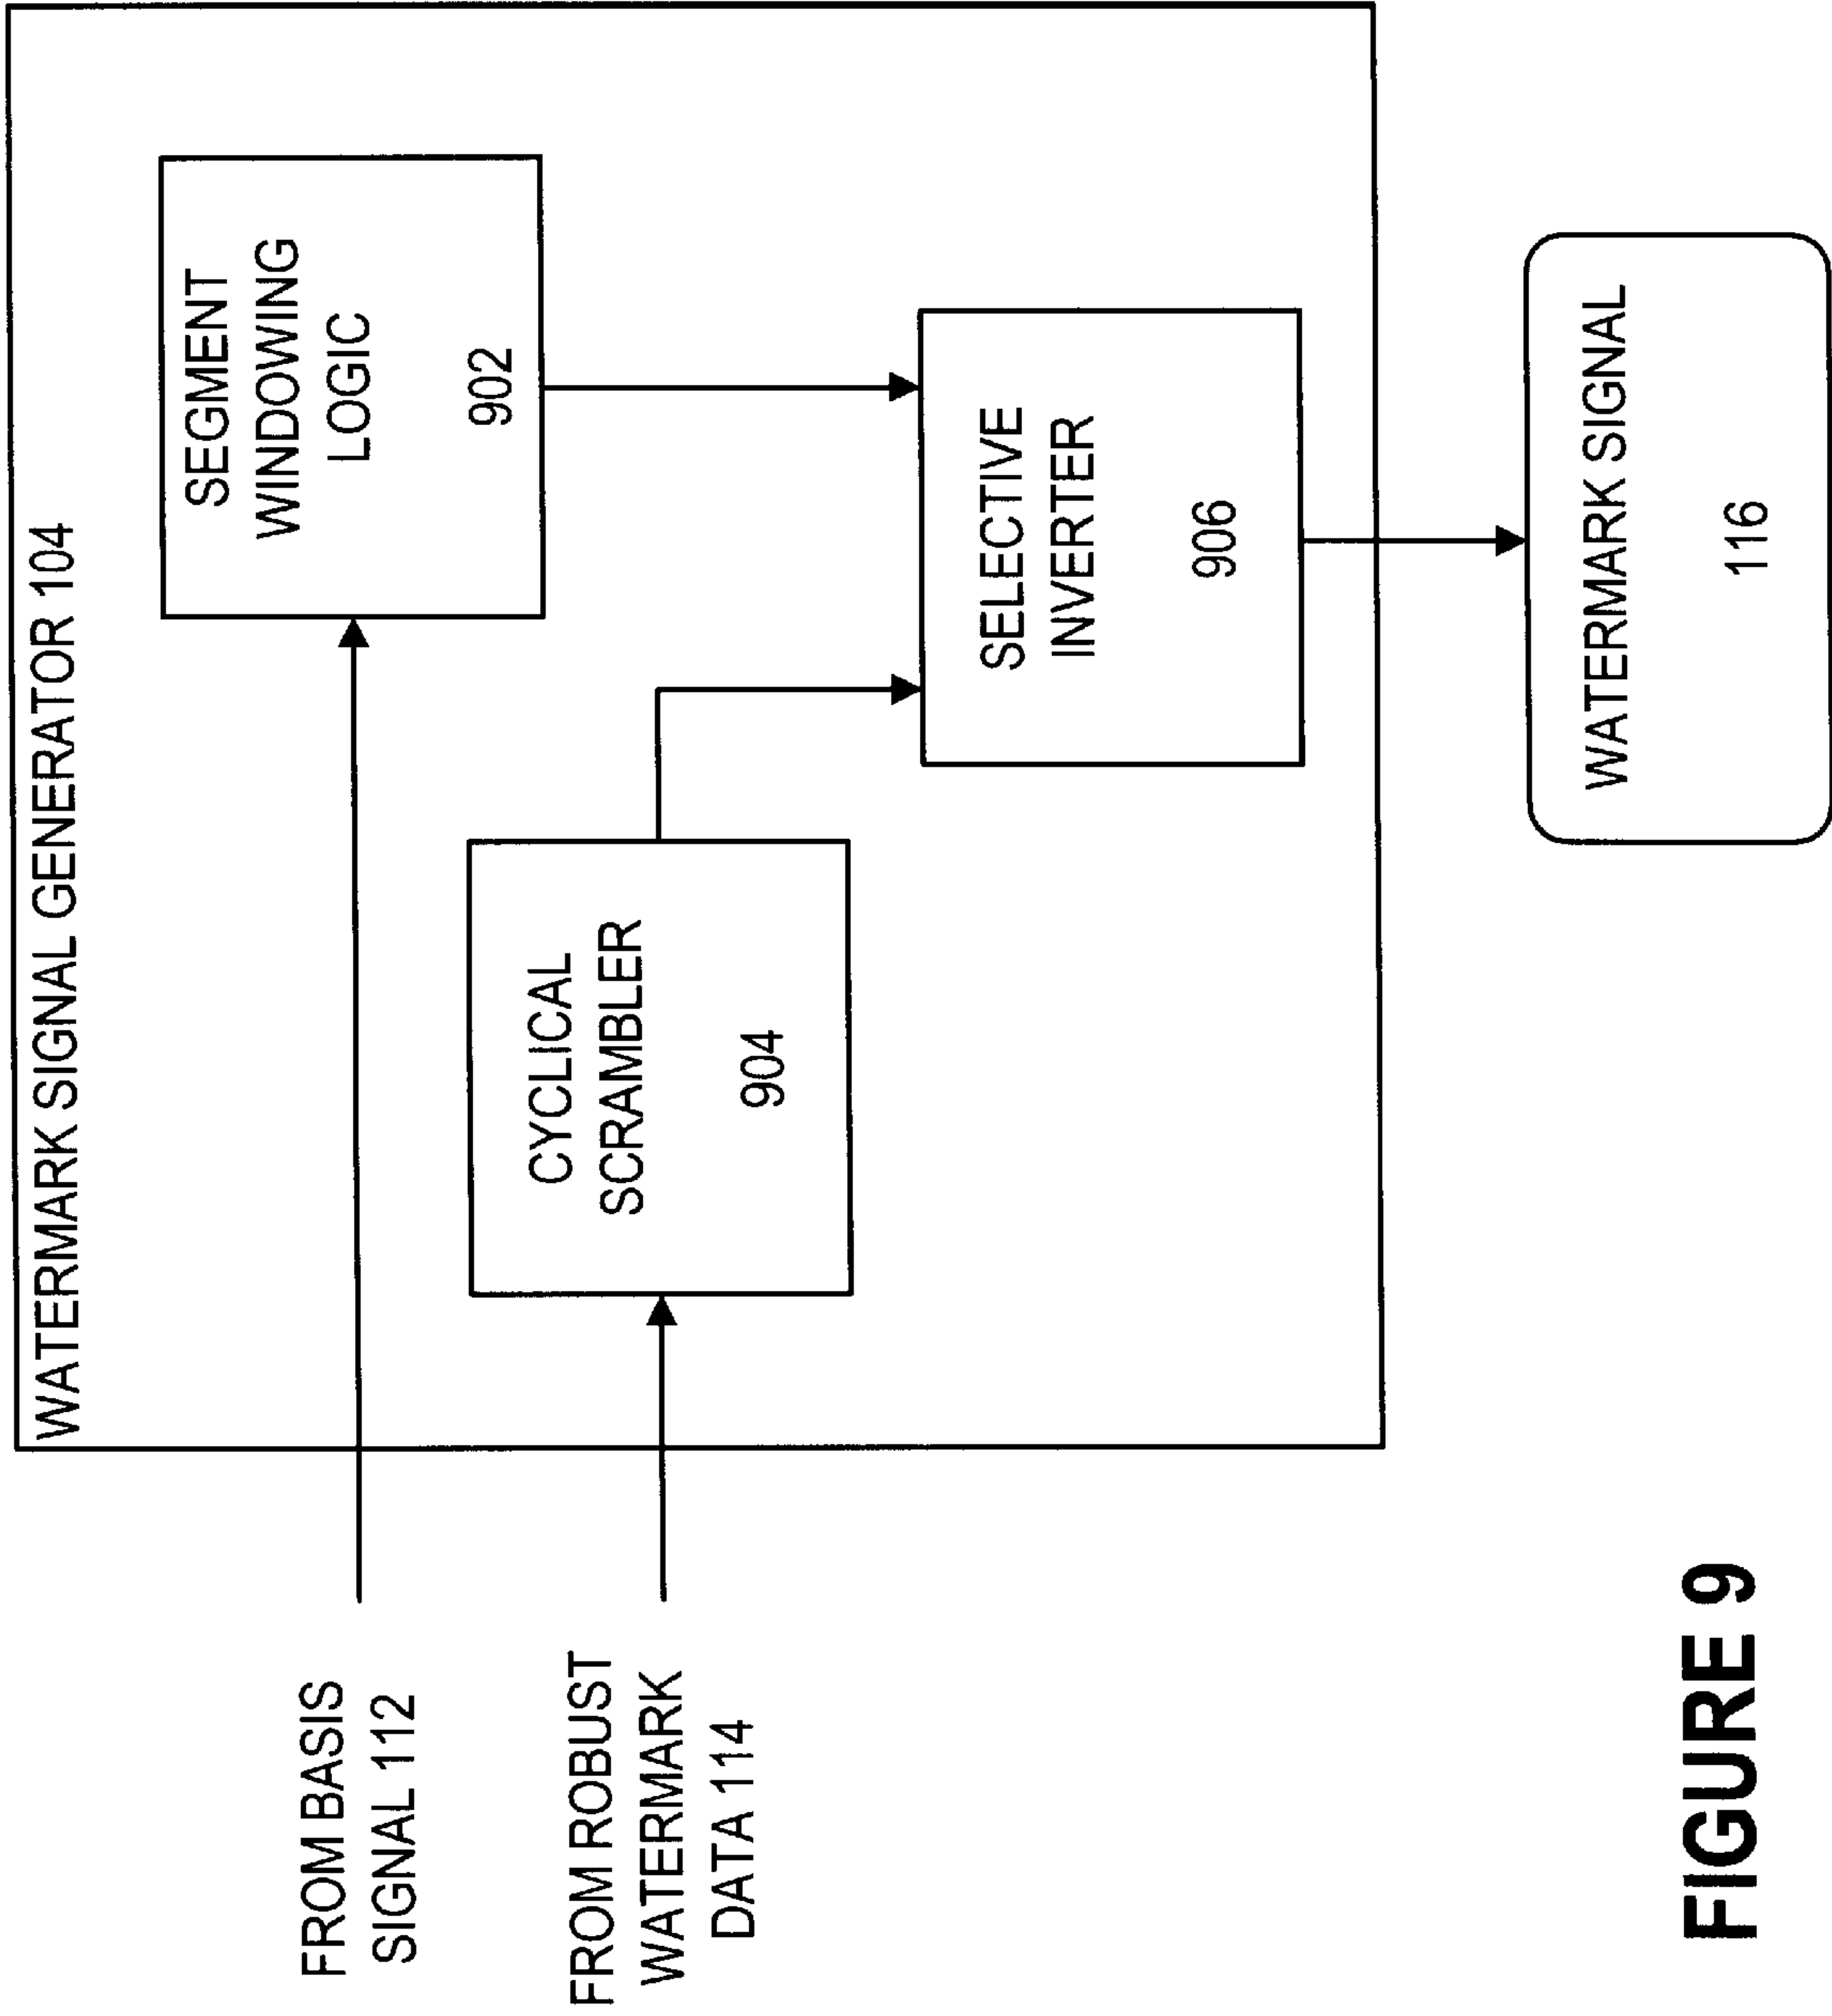 WATERMARK SIGNAL GENERATOR 104
FROM BASIS
SIGNAL 112
SEGMENT
WINDOWING
LOGIC
902
FROM ROBUST
WATERMARK
DATA 114
CYCLICAL
SCRAMBLER
904
SELECTIVE
INVERTER
906
WATERMARK SIGNAL
116
FIGURE 9